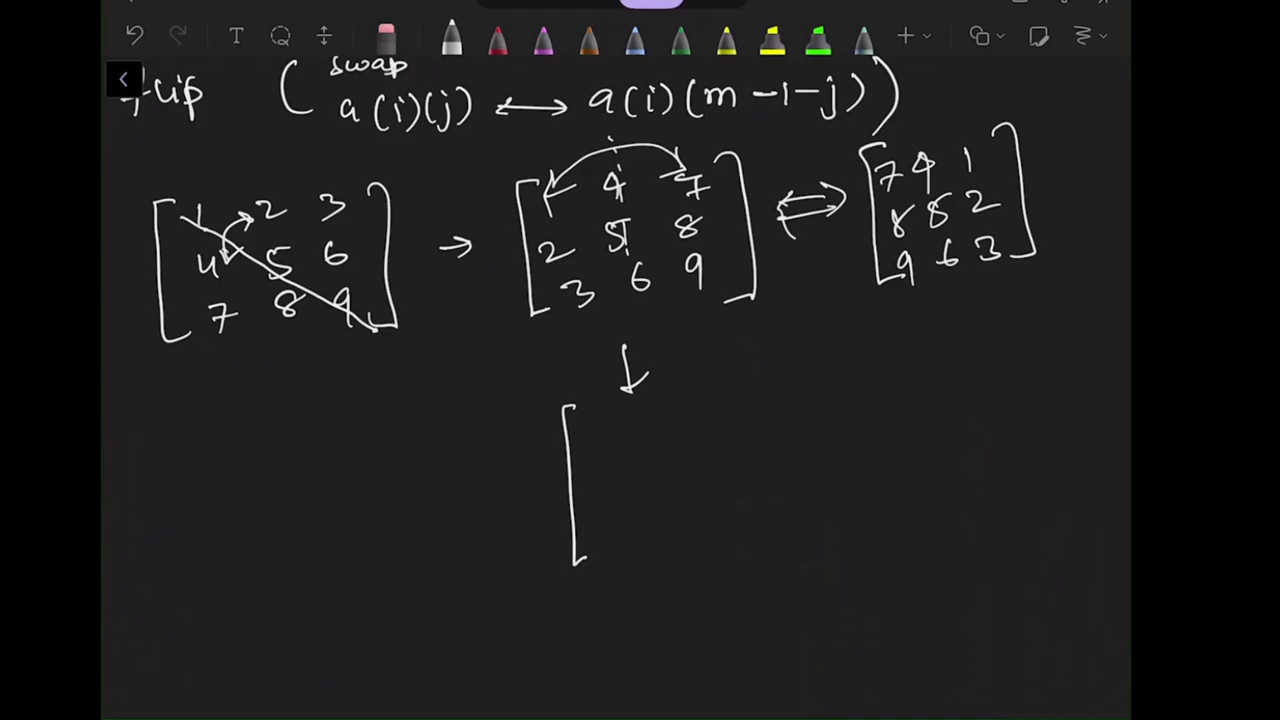 flip ( swap
a(i)(j) ⟷ a(i)(m-1-j))
[1 2 3 → [1 4 7 ⇌ [7 4 1
4 5 6 2 5 8 8 5 2
7 8 9] 3 6 9] 9 6 3]
↓
[
T